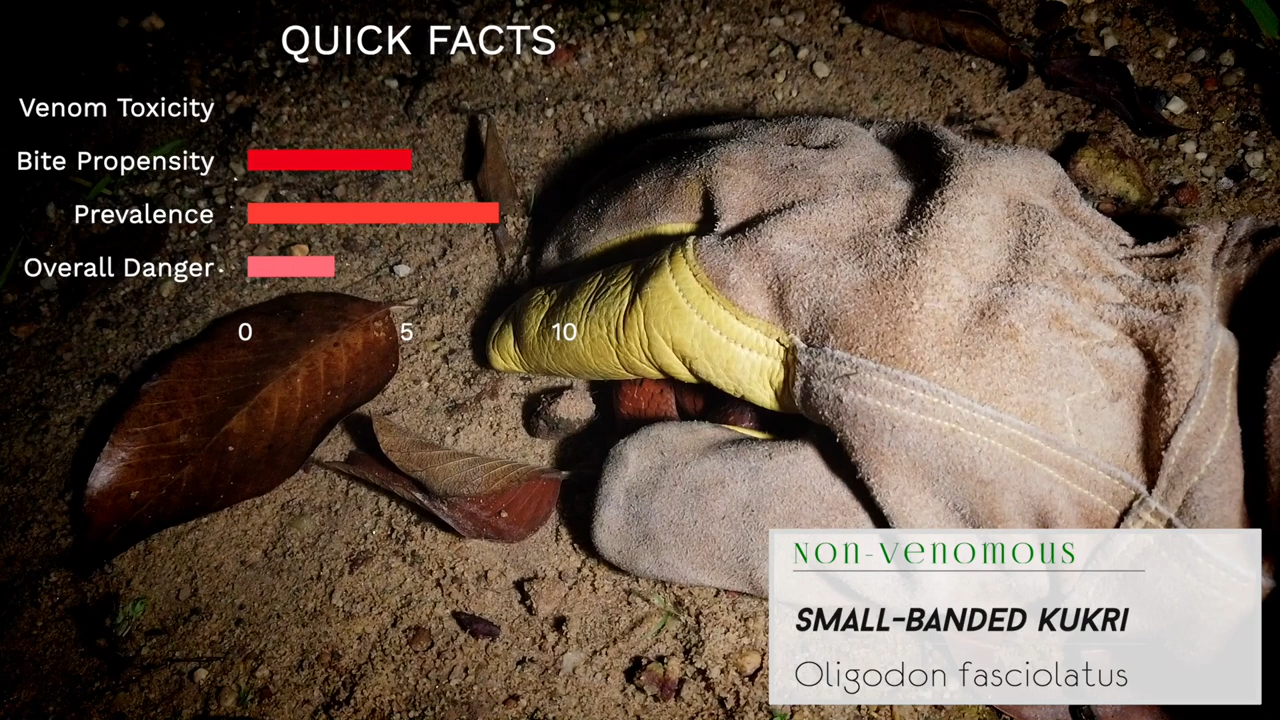 QUICK FACTS
Venom Toxicity
Bite Propensity
Prevalence
Overall Danger
0 5 10
NON-VENOMOUS
SMALL-BANDED KUKRI
Oligodon fasciolatus